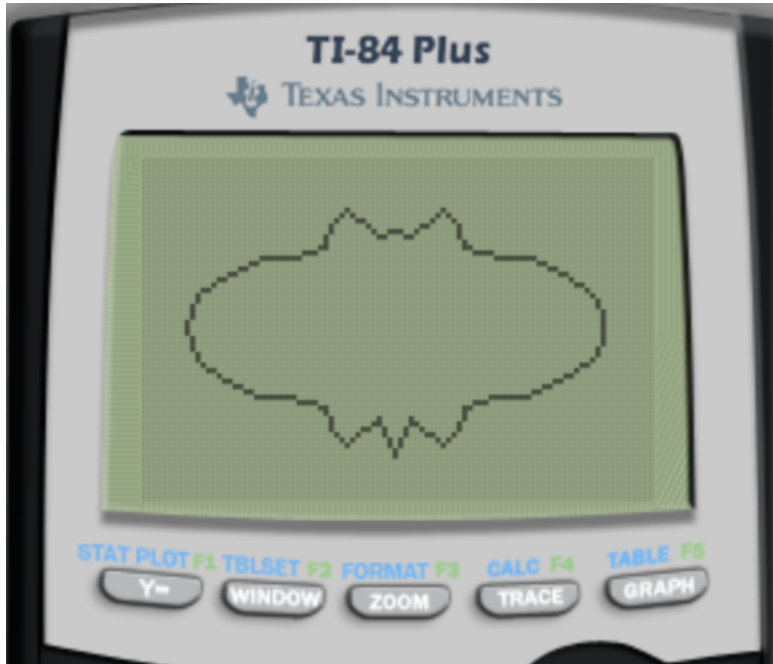 TI-84 Plus
TEXAS INSTRUMENTS
STAT PLOT F1 TBLSET F2 FORMAT F3 CALC F4 TABLE F5
Y= WINDOW ZOOM TRACE GRAPH